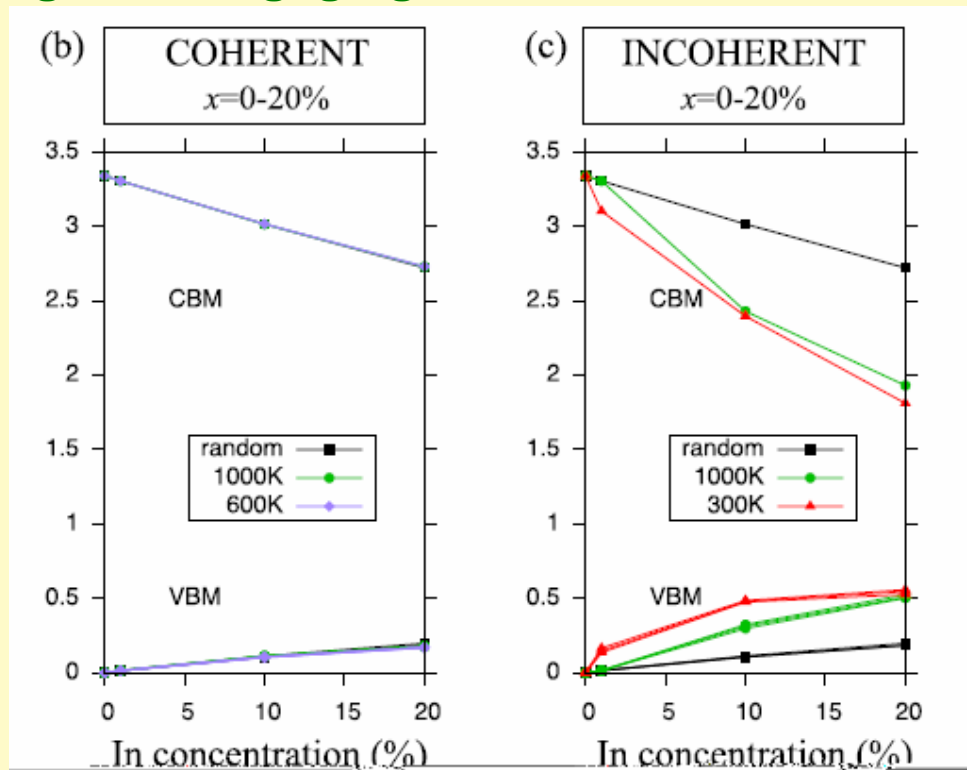 (b) COHERENT
x=0-20%
3.5
3
2.5
2
1.5
1
0.5
0
CBM
random
1000K
600K
VBM
0 5 10 15 20
In concentration (%)
(c) INCOHERENT
x=0-20%
3.5
3
2.5
2
1.5
1
0.5
0
CBM
random
1000K
300K
VBM
0 5 10 15 20
In concentration (%)